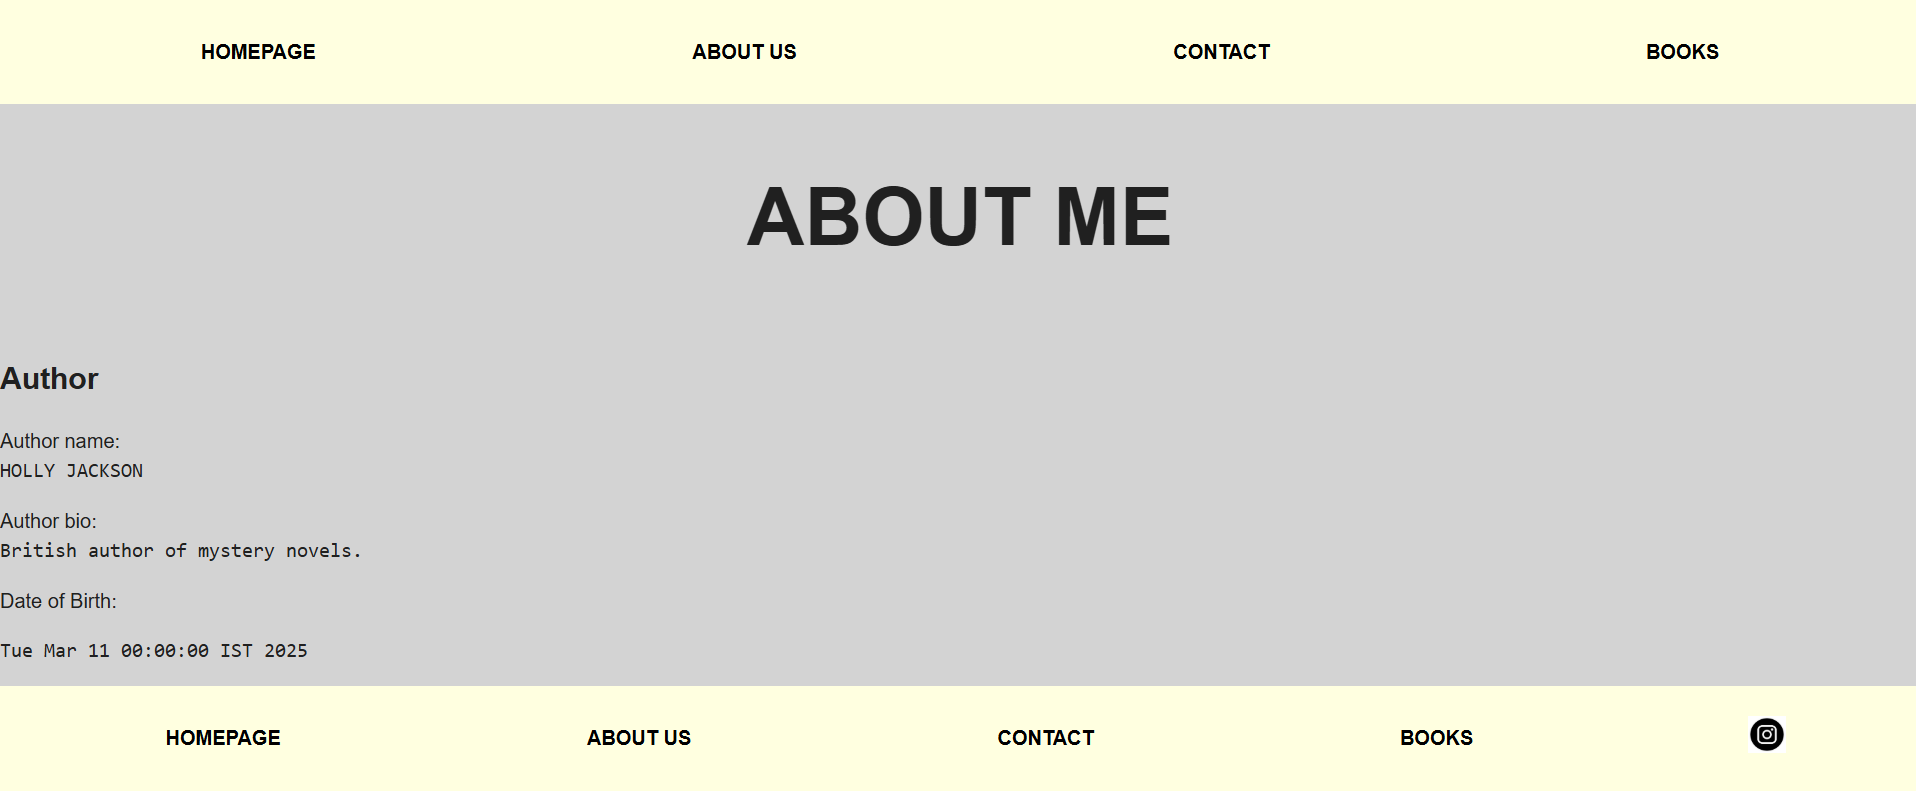 HOMEPAGE ABOUT US CONTACT BOOKS
ABOUT ME
Author
Author name:
HOLLY JACKSON
Author bio:
British author of mystery novels.
Date of Birth:
Tue Mar 11 00:00:00 IST 2025
HOMEPAGE ABOUT US CONTACT BOOKS